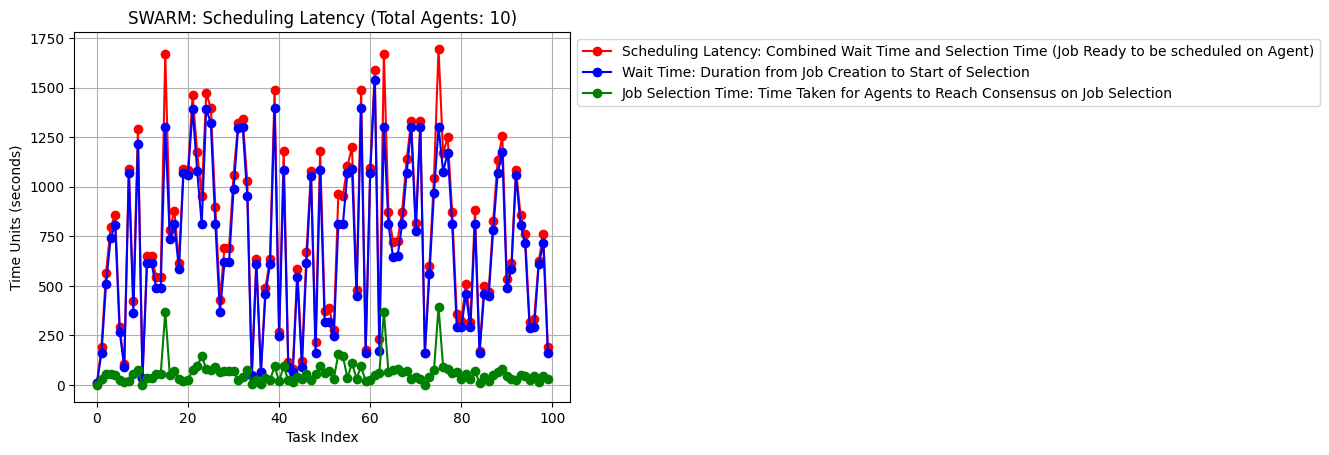 SWARM: Scheduling Latency (Total Agents: 10)
Scheduling Latency: Combined Wait Time and Selection Time (Job Ready to be scheduled on Agent)
Wait Time: Duration from Job Creation to Start of Selection
Job Selection Time: Time Taken for Agents to Reach Consensus on Job Selection
Time Units (seconds)
1750
1500
1250
1000
750
500
250
0
0 20 40 60 80 100
Task Index